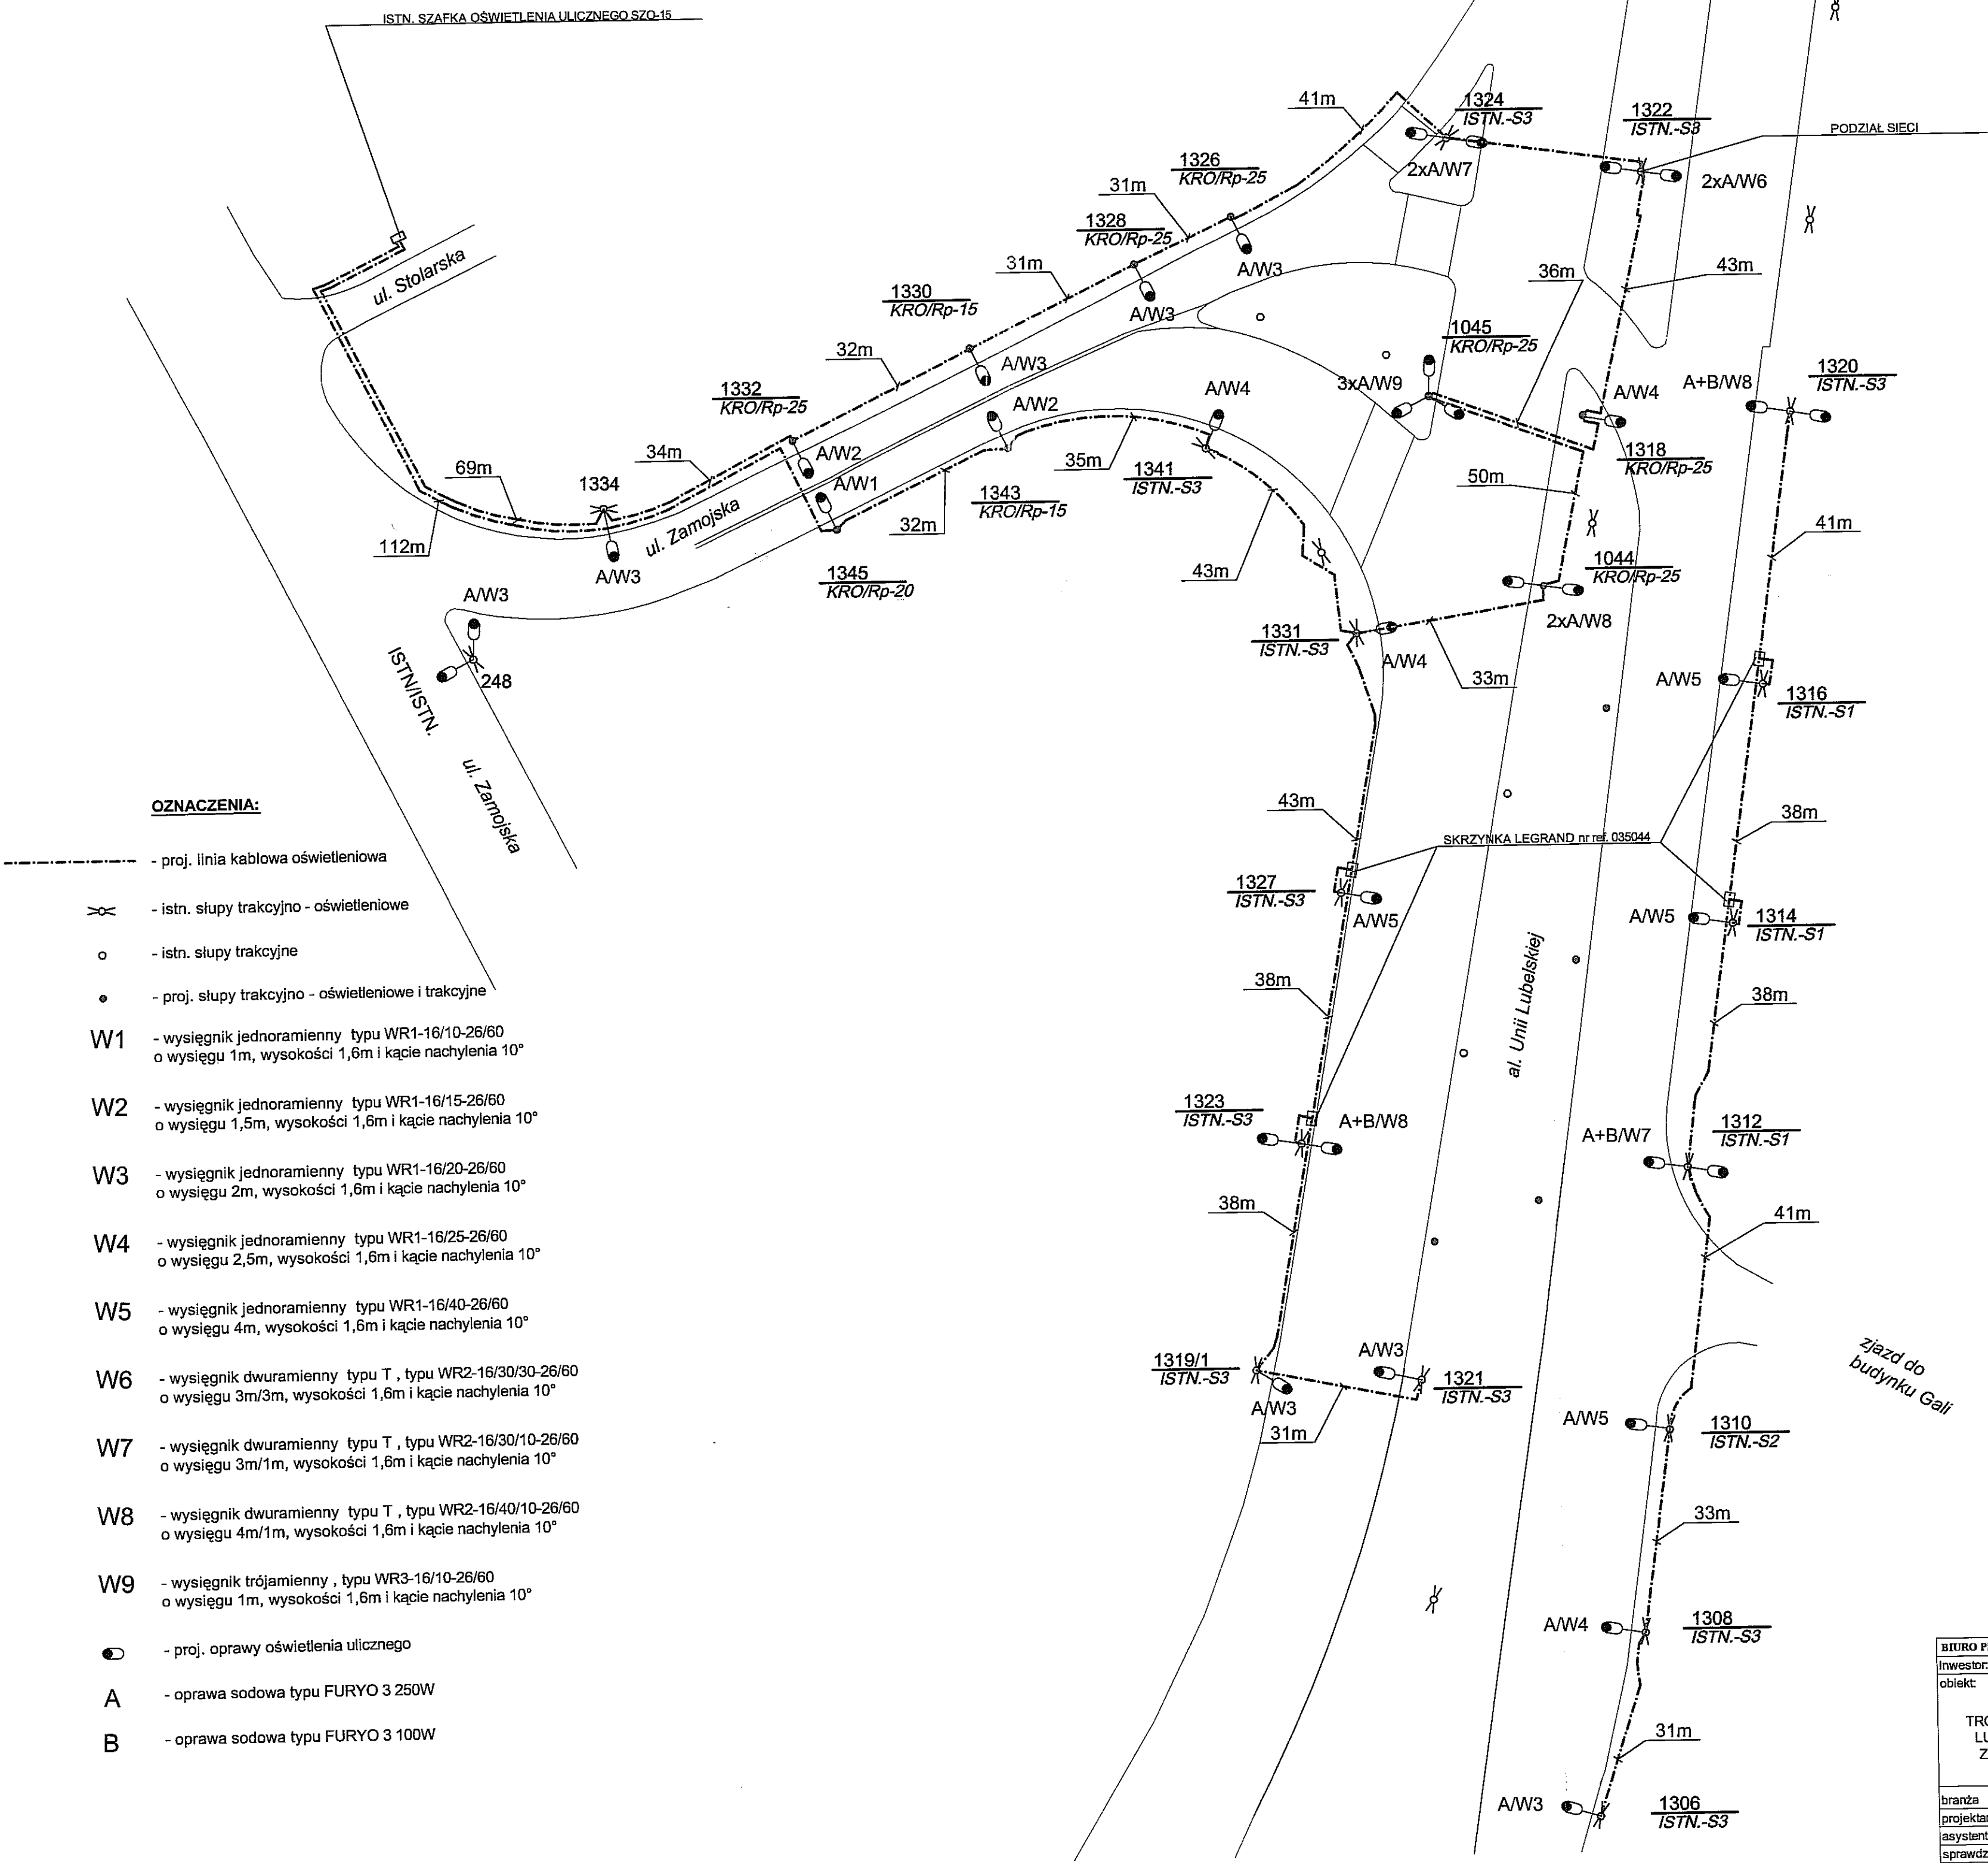 ISTN. SZAFKA OŚWIETLENIA ULICZNEGO SZO-15
41m
1324
ISTN.-S3
1322
ISTN.-S3
PODZIAŁ SIECI
2xA/W7
2xA/W6
1326
KRO/Rp-25
31m
1328
KRO/Rp-25
A/W3
31m
A/W3
1330
KRO/Rp-15
32m
A/W3
36m
43m
1045
KRO/Rp-25
3xA/W9
A/W4
A+B/W8
1320
ISTN.-S3
ul. Stolarska
1332
KRO/Rp-25
A/W2
A/W4
34m
A/W2
A/W1
35m
1341
ISTN.-S3
1318
KRO/Rp-25
50m
69m
1334
1343
KRO/Rp-15
32m
ul. Zamojska
41m
112m
A/W3
1345
KRO/Rp-20
43m
1044
KRO/Rp-25
2xA/W8
A/W3
248
1331
ISTN.-S3
A/W4
33m
A/W5
1316
ISTN.-S1
ISTN/ISTN.
ul. Zamojska
43m
38m
SKRZYNKA LEGRAND nr ref. 035044
1327
ISTN.-S3
A/W5
A/W5
1314
ISTN.-S1
38m
38m
al. Unii Lubelskiej
1323
ISTN.-S3
A+B/W8
A+B/W7
1312
ISTN.-S1
38m
41m
1319/1
ISTN.-S3
A/W3
A/W3
1321
ISTN.-S3
31m
zjazd do
budynku Gali
A/W5
1310
ISTN.-S2
33m
A/W4
1308
ISTN.-S3
31m
A/W3
1306
ISTN.-S3
OZNACZENIA:
- proj. linia kablowa oświetleniowa
- istn. słupy trakcyjno - oświetleniowe
- istn. słupy trakcyjne
- proj. słupy trakcyjno - oświetleniowe i trakcyjne
W1 - wysięgnik jednoramienny typu WR1-16/10-26/60
o wysięgu 1m, wysokości 1,6m i kącie nachylenia 10°
W2 - wysięgnik jednoramienny typu WR1-16/15-26/60
o wysięgu 1,5m, wysokości 1,6m i kącie nachylenia 10°
W3 - wysięgnik jednoramienny typu WR1-16/20-26/60
o wysięgu 2m, wysokości 1,6m i kącie nachylenia 10°
W4 - wysięgnik jednoramienny typu WR1-16/25-26/60
o wysięgu 2,5m, wysokości 1,6m i kącie nachylenia 10°
W5 - wysięgnik jednoramienny typu WR1-16/40-26/60
o wysięgu 4m, wysokości 1,6m i kącie nachylenia 10°
W6 - wysięgnik dwuramienny typu T , typu WR2-16/30/30-26/60
o wysięgu 3m/3m, wysokości 1,6m i kącie nachylenia 10°
W7 - wysięgnik dwuramienny typu T , typu WR2-16/30/10-26/60
o wysięgu 3m/1m, wysokości 1,6m i kącie nachylenia 10°
W8 - wysięgnik dwuramienny typu T , typu WR2-16/40/10-26/60
o wysięgu 4m/1m, wysokości 1,6m i kącie nachylenia 10°
W9 - wysięgnik trójamienny , typu WR3-16/10-26/60
o wysięgu 1m, wysokości 1,6m i kącie nachylenia 10°
- proj. oprawy oświetlenia ulicznego
A - oprawa sodowa typu FURYO 3 250W
B - oprawa sodowa typu FURYO 3 100W
BIURO
Inwestor:
obiekt:
branża